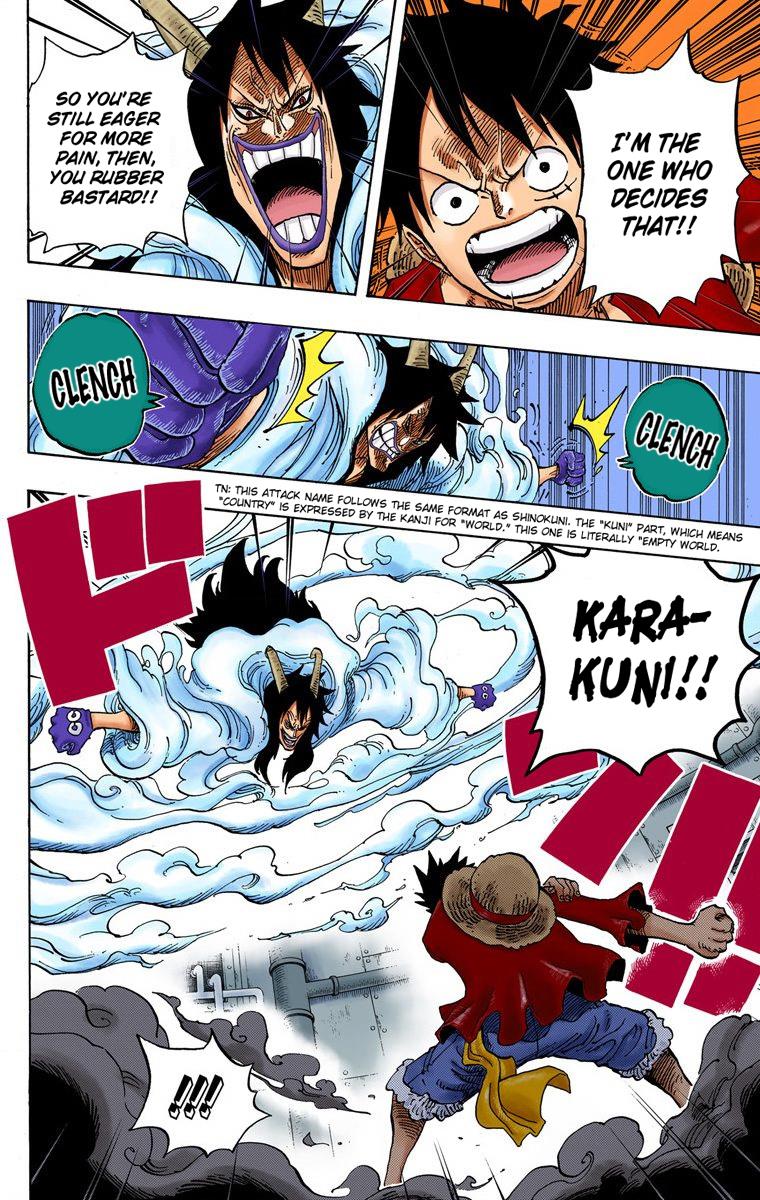 I'M THE
ONE WHO
DECIDES
THAT!!
SO YOU'RE
STILL EAGER
FOR MORE
PAIN, THEN,
YOU RUBBER
BASTARD!!
CLENCH
CLENCH
TN: THIS ATTACK NAME FOLLOWS THE SAME FORMAT AS SHINOKUNI. THE "KUNI" PART, WHICH MEANS
"COUNTRY" IS EXPRESSED BY THE KANJI FOR "WORLD." THIS ONE IS LITERALLY "EMPTY WORLD.
KARA-
KUNI!!
ドン!!
!!!